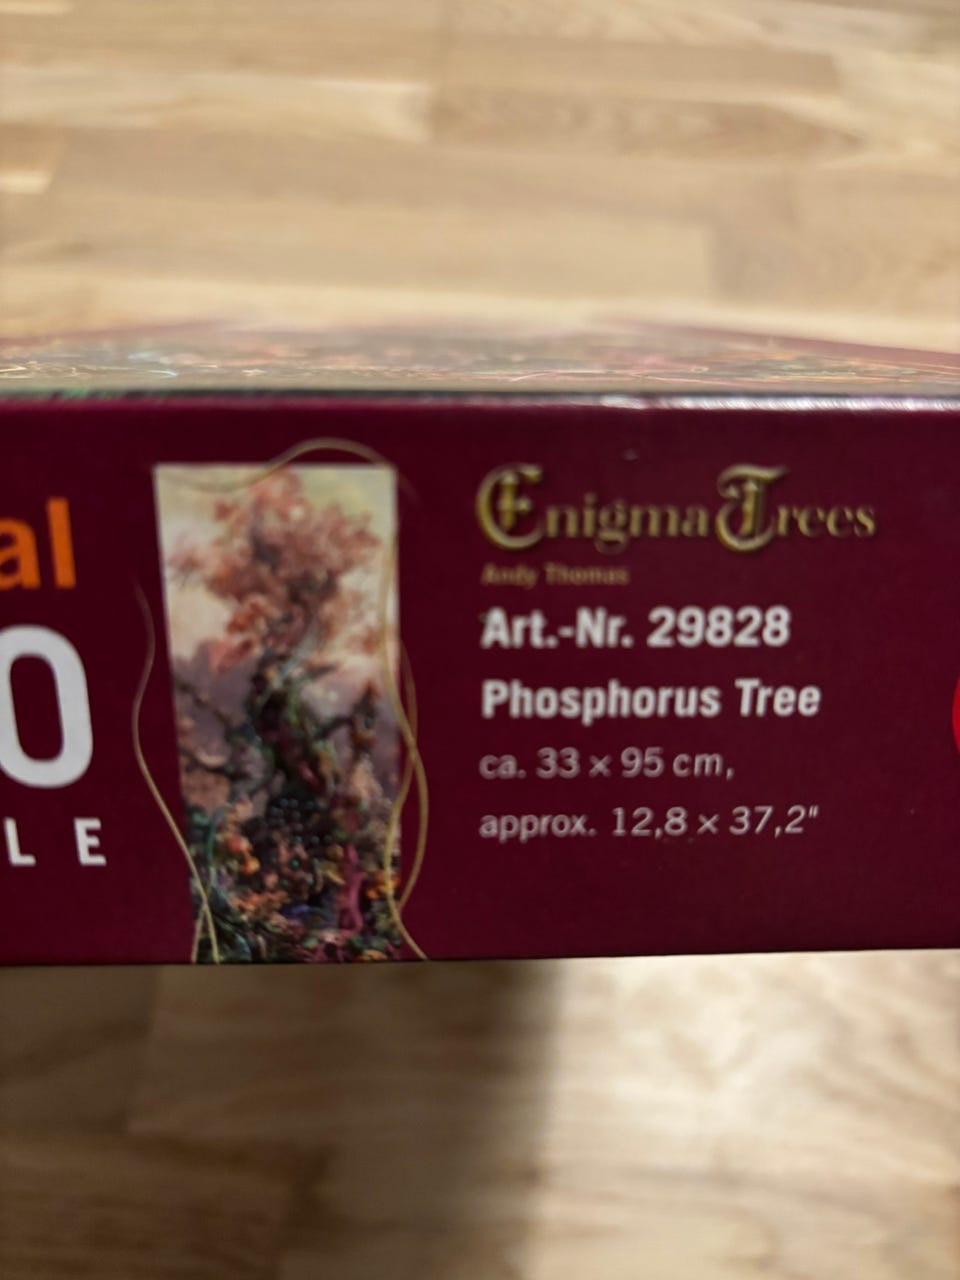 al
0
LE
Enigma Trees
Andy Thomas
Art.-Nr. 29828
Phosphorus Tree
ca. 33 × 95 cm,
approx. 12,8 × 37,2"